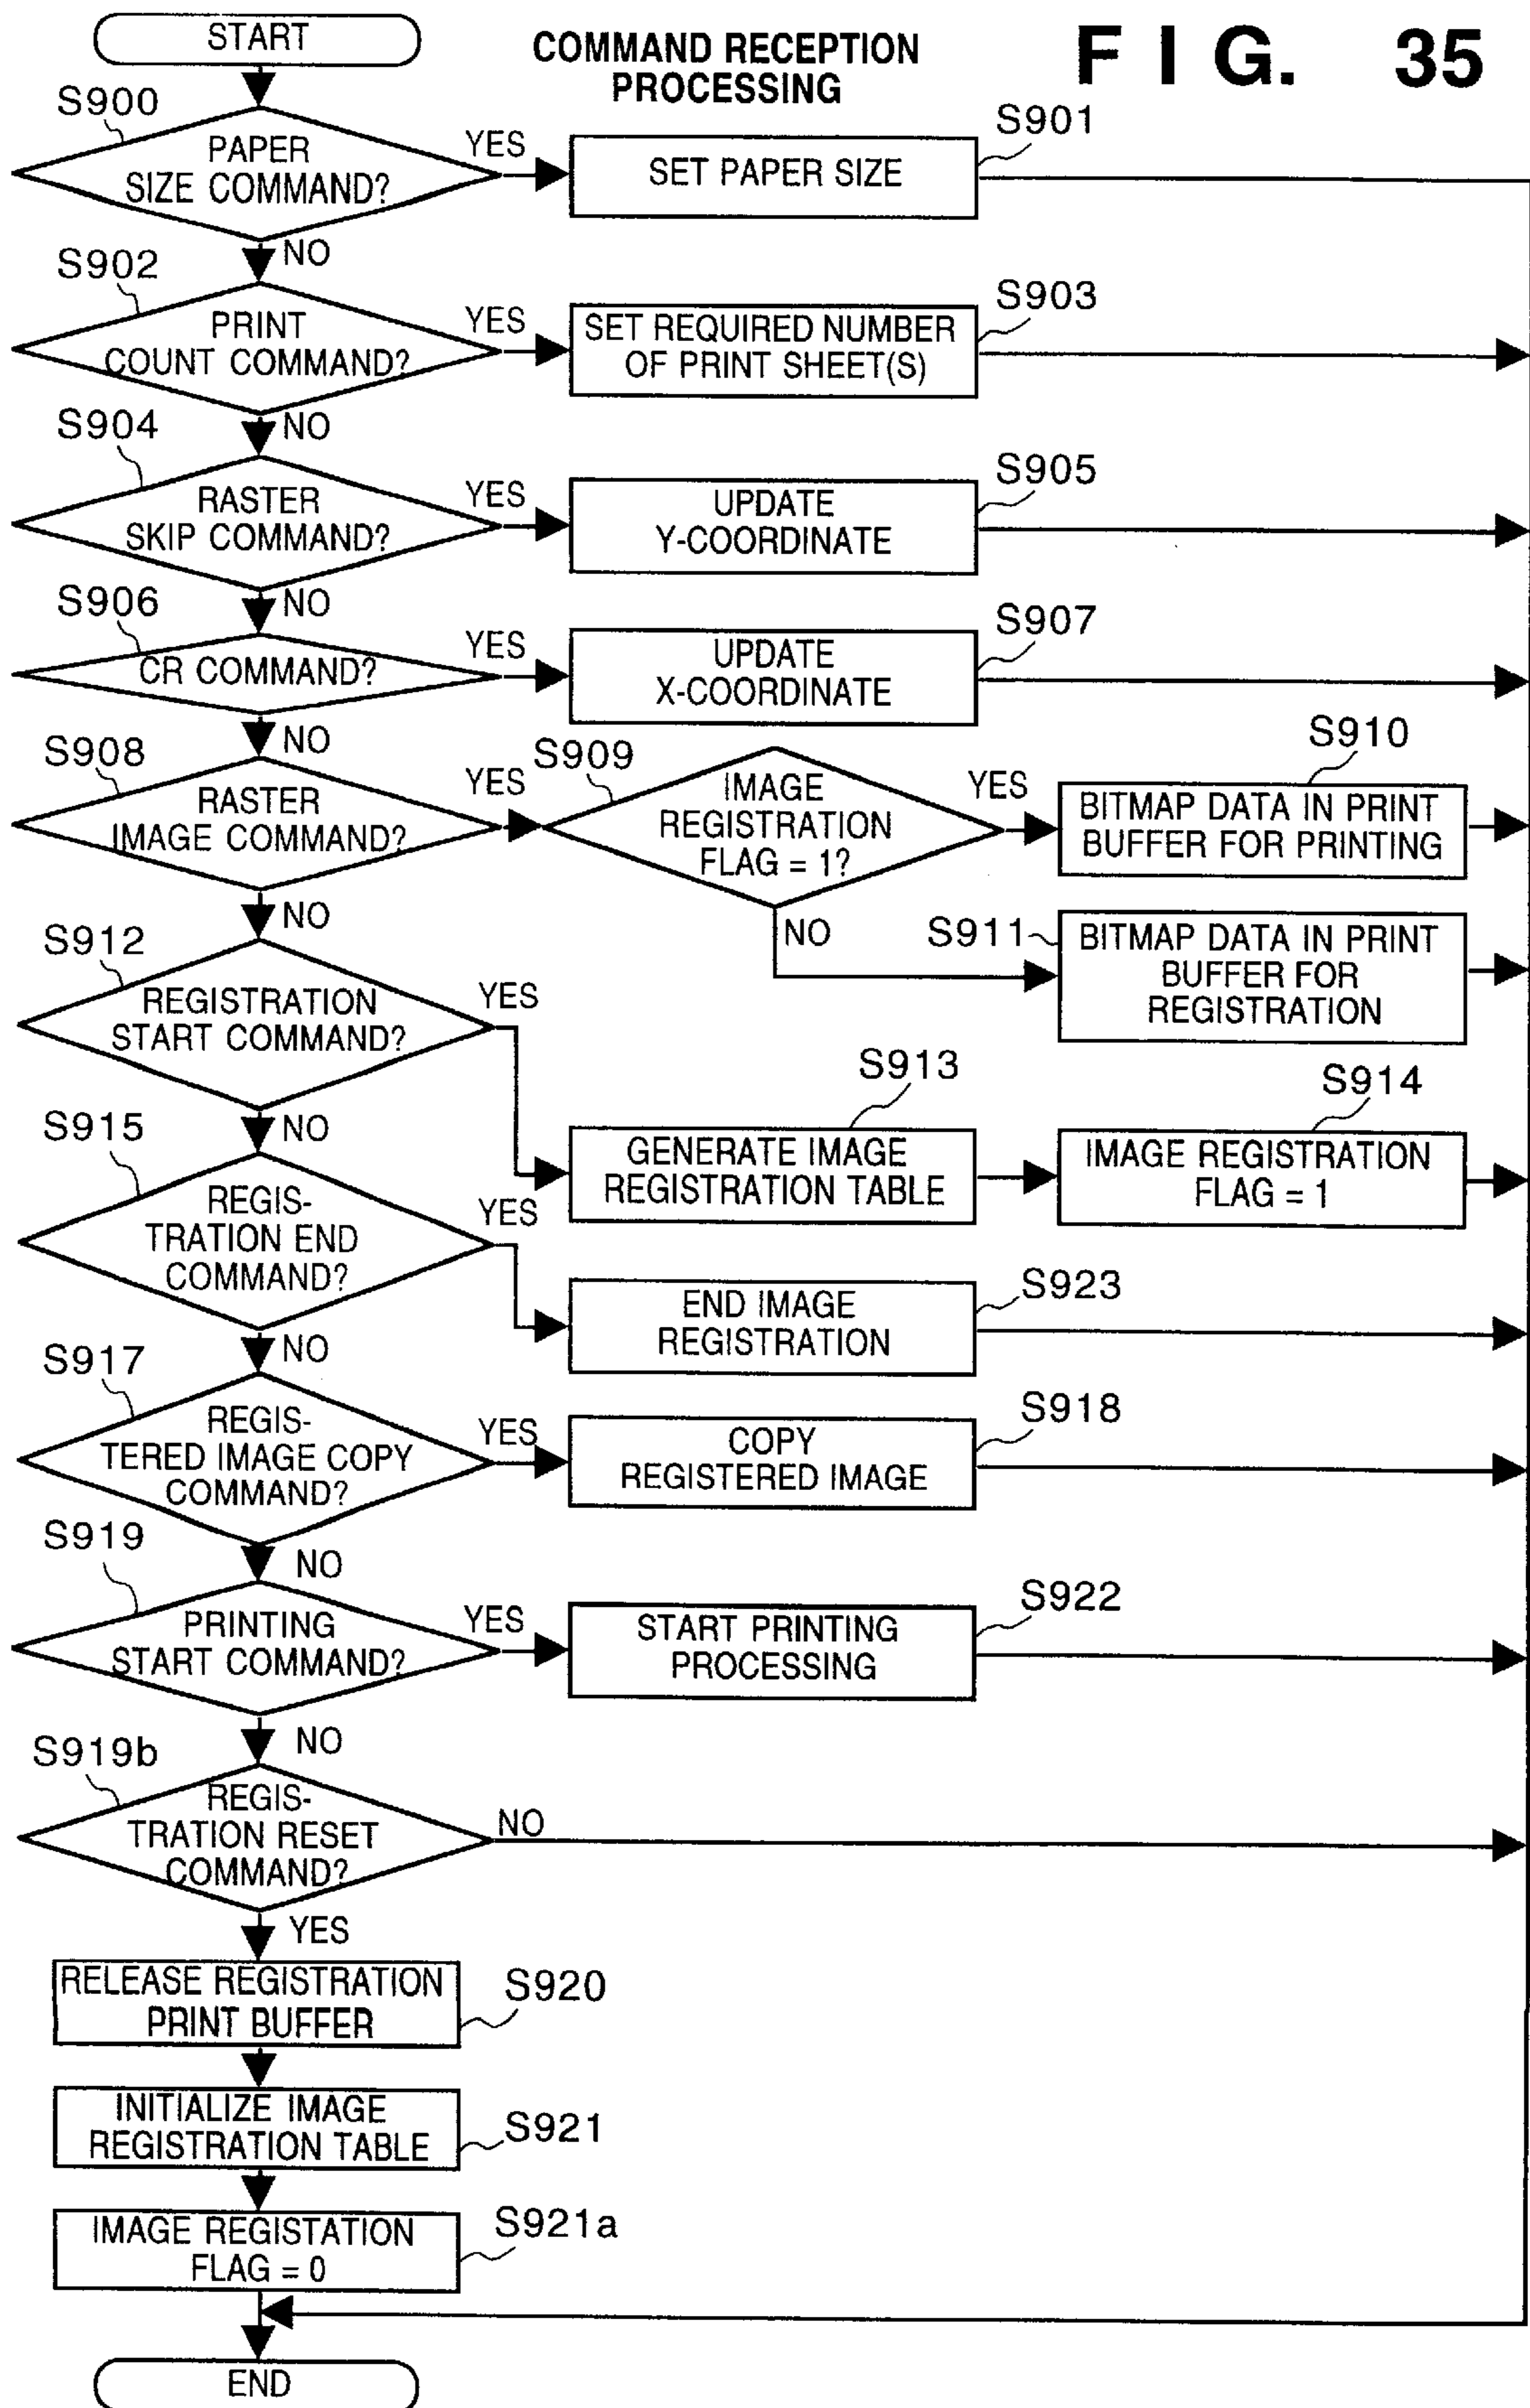 START
COMMAND RECEPTION
PROCESSING
FIG. 35
S900
PAPER
SIZE COMMAND?
YES
SET PAPER SIZE
S901
NO
S902
PRINT
COUNT COMMAND?
YES
SET REQUIRED NUMBER
OF PRINT SHEET(S)
S903
NO
S904
RASTER
SKIP COMMAND?
YES
UPDATE
Y-COORDINATE
S905
NO
S906
CR COMMAND?
YES
UPDATE
X-COORDINATE
S907
NO
S908
RASTER
IMAGE COMMAND?
YES
S909
IMAGE
REGISTRATION
FLAG = 1?
YES
S910
BITMAP DATA IN PRINT
BUFFER FOR PRINTING
NO
NO
S911
BITMAP DATA IN PRINT
BUFFER FOR
REGISTRATION
S912
REGISTRATION
START COMMAND?
YES
S913
GENERATE IMAGE
REGISTRATION TABLE
S914
IMAGE REGISTRATION
FLAG = 1
NO
S915
REGIS-
TRATION END
COMMAND?
YES
END IMAGE
REGISTRATION
S923
NO
S917
REGIS-
TERED IMAGE COPY
COMMAND?
YES
COPY
REGISTERED IMAGE
S918
NO
S919
PRINTING
START COMMAND?
YES
START PRINTING
PROCESSING
S922
NO
S919b
REGIS-
TRATION RESET
COMMAND?
NO
YES
RELEASE REGISTRATION
PRINT BUFFER
S920
INITIALIZE IMAGE
REGISTRATION TABLE
S921
IMAGE REGISTATION
FLAG = 0
S921a
END